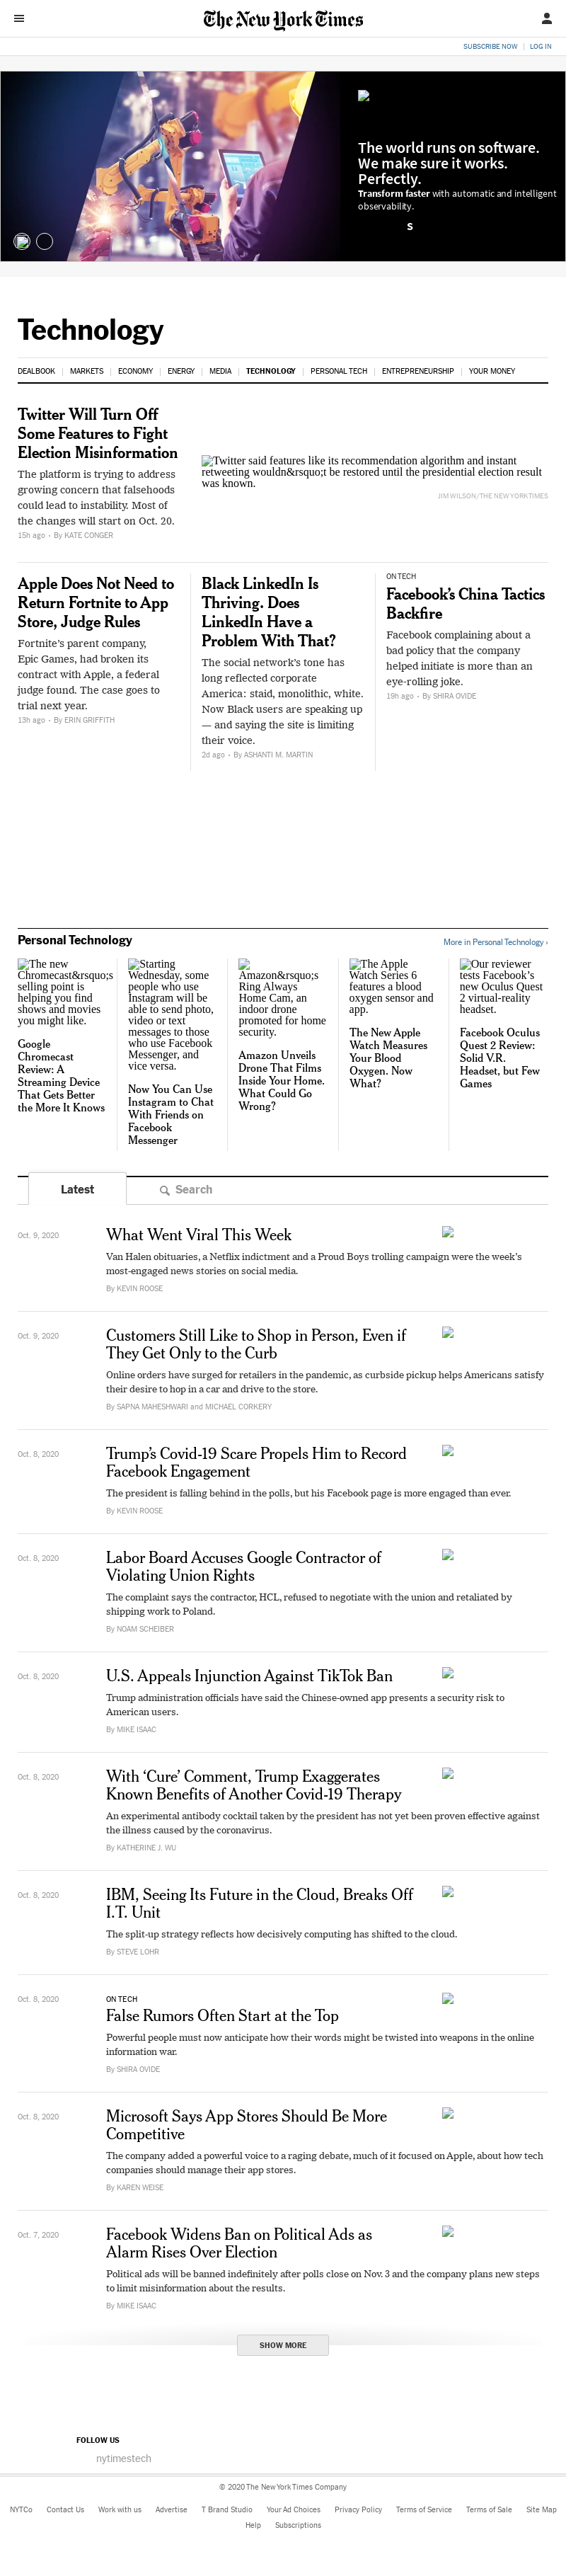 The New York Times
SUBSCRIBE NOW
LOG IN
The world runs on software.
We make sure it works.
Perfectly.
Transform faster with automatic and intelligent
observability.
S
Technology
DEALBOOK MARKETS ECONOMY ENERGY MEDIA TECHNOLOGY PERSONAL TECH ENTREPRENEURSHIP YOUR MONEY
Twitter Will Turn Off
Some Features to Fight
Election Misinformation
The platform is trying to address
growing concern that falsehoods
could lead to instability. Most of
the changes will start on Oct. 20.
15h ago • By KATE CONGER
Twitter said features like its recommendation algorithm and instant
retweeting wouldn&rsquo;t be restored until the presidential election result
was known.
JIM WILSON/THE NEW YORK TIMES
Apple Does Not Need to
Return Fortnite to App
Store, Judge Rules
Fortnite's parent company,
Epic Games, had broken its
contract with Apple, a federal
judge found. The case goes to
trial next year.
13h ago • By ERIN GRIFFITH
Black LinkedIn Is
Thriving. Does
LinkedIn Have a
Problem With That?
The social network's tone has
long reflected corporate
America: staid, monolithic, white.
Now Black users are speaking up
— and saying the site is limiting
their voice.
2d ago • By ASHANTI M. MARTIN
ON TECH
Facebook's China Tactics
Backfire
Facebook complaining about a
bad policy that the company
helped initiate is more than an
eye-rolling joke.
19h ago • By SHIRA OVIDE
Personal Technology
More in Personal Technology ›
The new
Chromecast&rsquo;s
selling point is
helping you find
shows and movies
you might like.
Google
Chromecast
Review: A
Streaming Device
That Gets Better
the More It Knows
Starting
Wednesday, some
people who use
Instagram will be
able to send photo,
video or text
messages to those
who use Facebook
Messenger, and
vice versa.
Now You Can Use
Instagram to Chat
With Friends on
Facebook
Messenger
Amazon&rsquo;s
Ring Always
Home Cam, an
indoor drone
promoted for home
security.
Amazon Unveils
Drone That Films
Inside Your Home.
What Could Go
Wrong?
The Apple
Watch Series 6
features a blood
oxygen sensor and
app.
The New Apple
Watch Measures
Your Blood
Oxygen. Now
What?
Our reviewer
tests Facebook's
new Oculus Quest
2 virtual-reality
headset.
Facebook Oculus
Quest 2 Review:
Solid V.R.
Headset, but Few
Games
Latest
Search
Oct. 9, 2020
What Went Viral This Week
Van Halen obituaries, a Netflix indictment and a Proud Boys trolling campaign were the week's
most-engaged news stories on social media.
By KEVIN ROOSE
Oct. 9, 2020
Customers Still Like to Shop in Person, Even if
They Get Only to the Curb
Online orders have surged for retailers in the pandemic, as curbside pickup helps Americans satisfy
their desire to hop in a car and drive to the store.
By SAPNA MAHESHWARI and MICHAEL CORKERY
Oct. 8, 2020
Trump's Covid-19 Scare Propels Him to Record
Facebook Engagement
The president is falling behind in the polls, but his Facebook page is more engaged than ever.
By KEVIN ROOSE
Oct. 8, 2020
Labor Board Accuses Google Contractor of
Violating Union Rights
The complaint says the contractor, HCL, refused to negotiate with the union and retaliated by
shipping work to Poland.
By NOAM SCHEIBER
Oct. 8, 2020
U.S. Appeals Injunction Against TikTok Ban
Trump administration officials have said the Chinese-owned app presents a security risk to
American users.
By MIKE ISAAC
Oct. 8, 2020
With 'Cure' Comment, Trump Exaggerates
Known Benefits of Another Covid-19 Therapy
An experimental antibody cocktail taken by the president has not yet been proven effective against
the illness caused by the coronavirus.
By KATHERINE J. WU
Oct. 8, 2020
IBM, Seeing Its Future in the Cloud, Breaks Off
I.T. Unit
The split-up strategy reflects how decisively computing has shifted to the cloud.
By STEVE LOHR
Oct. 8, 2020
ON TECH
False Rumors Often Start at the Top
Powerful people must now anticipate how their words might be twisted into weapons in the online
information war.
By SHIRA OVIDE
Oct. 8, 2020
Microsoft Says App Stores Should Be More
Competitive
The company added a powerful voice to a raging debate, much of it focused on Apple, about how tech
companies should manage their app stores.
By KAREN WEISE
Oct. 7, 2020
Facebook Widens Ban on Political Ads as
Alarm Rises Over Election
Political ads will be banned indefinitely after polls close on Nov. 3 and the company plans new steps
to limit misinformation about the results.
By MIKE ISAAC
SHOW MORE
FOLLOW US
nytimestech
© 2020 The New York Times Company
NYTCo Contact Us Work with us Advertise T Brand Studio Your Ad Choices Privacy Policy Terms of Service Terms of Sale Site Map
Help Subscriptions